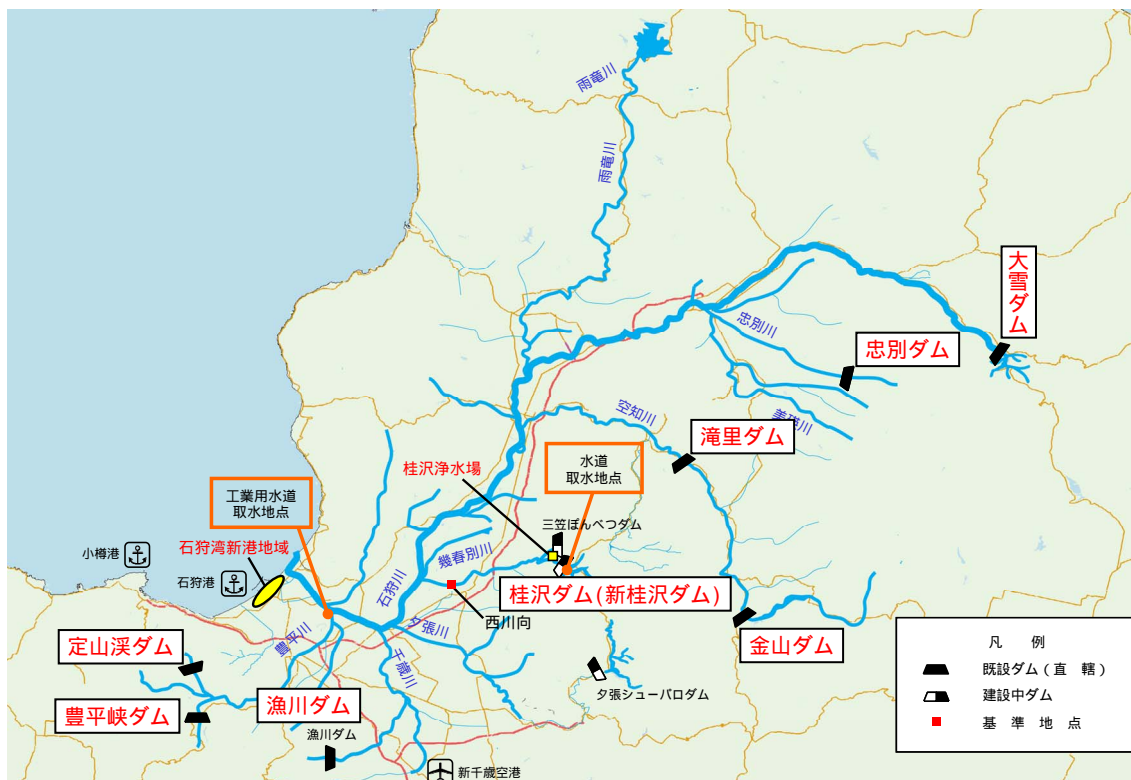 雨竜川
雨竜川
大雪ダム
忠別川
忠別ダム
空知川
美瑛川
滝里ダム
桂沢浄水場
水道
取水地点
工業用水道
取水地点
三笠ぽんべつダム
石狩湾新港地域
小樽港
石狩港
幾春別川
石狩川
桂沢ダム(新桂沢ダム)
西川向
夕張川
豊平川
千歳川
金山ダム
定山渓ダム
夕張シューパロダム
豊平峡ダム
漁川ダム
漁川ダム
新千歳空港
凡 例
既設ダム(直 轄)
建設中ダム
基 準 地 点